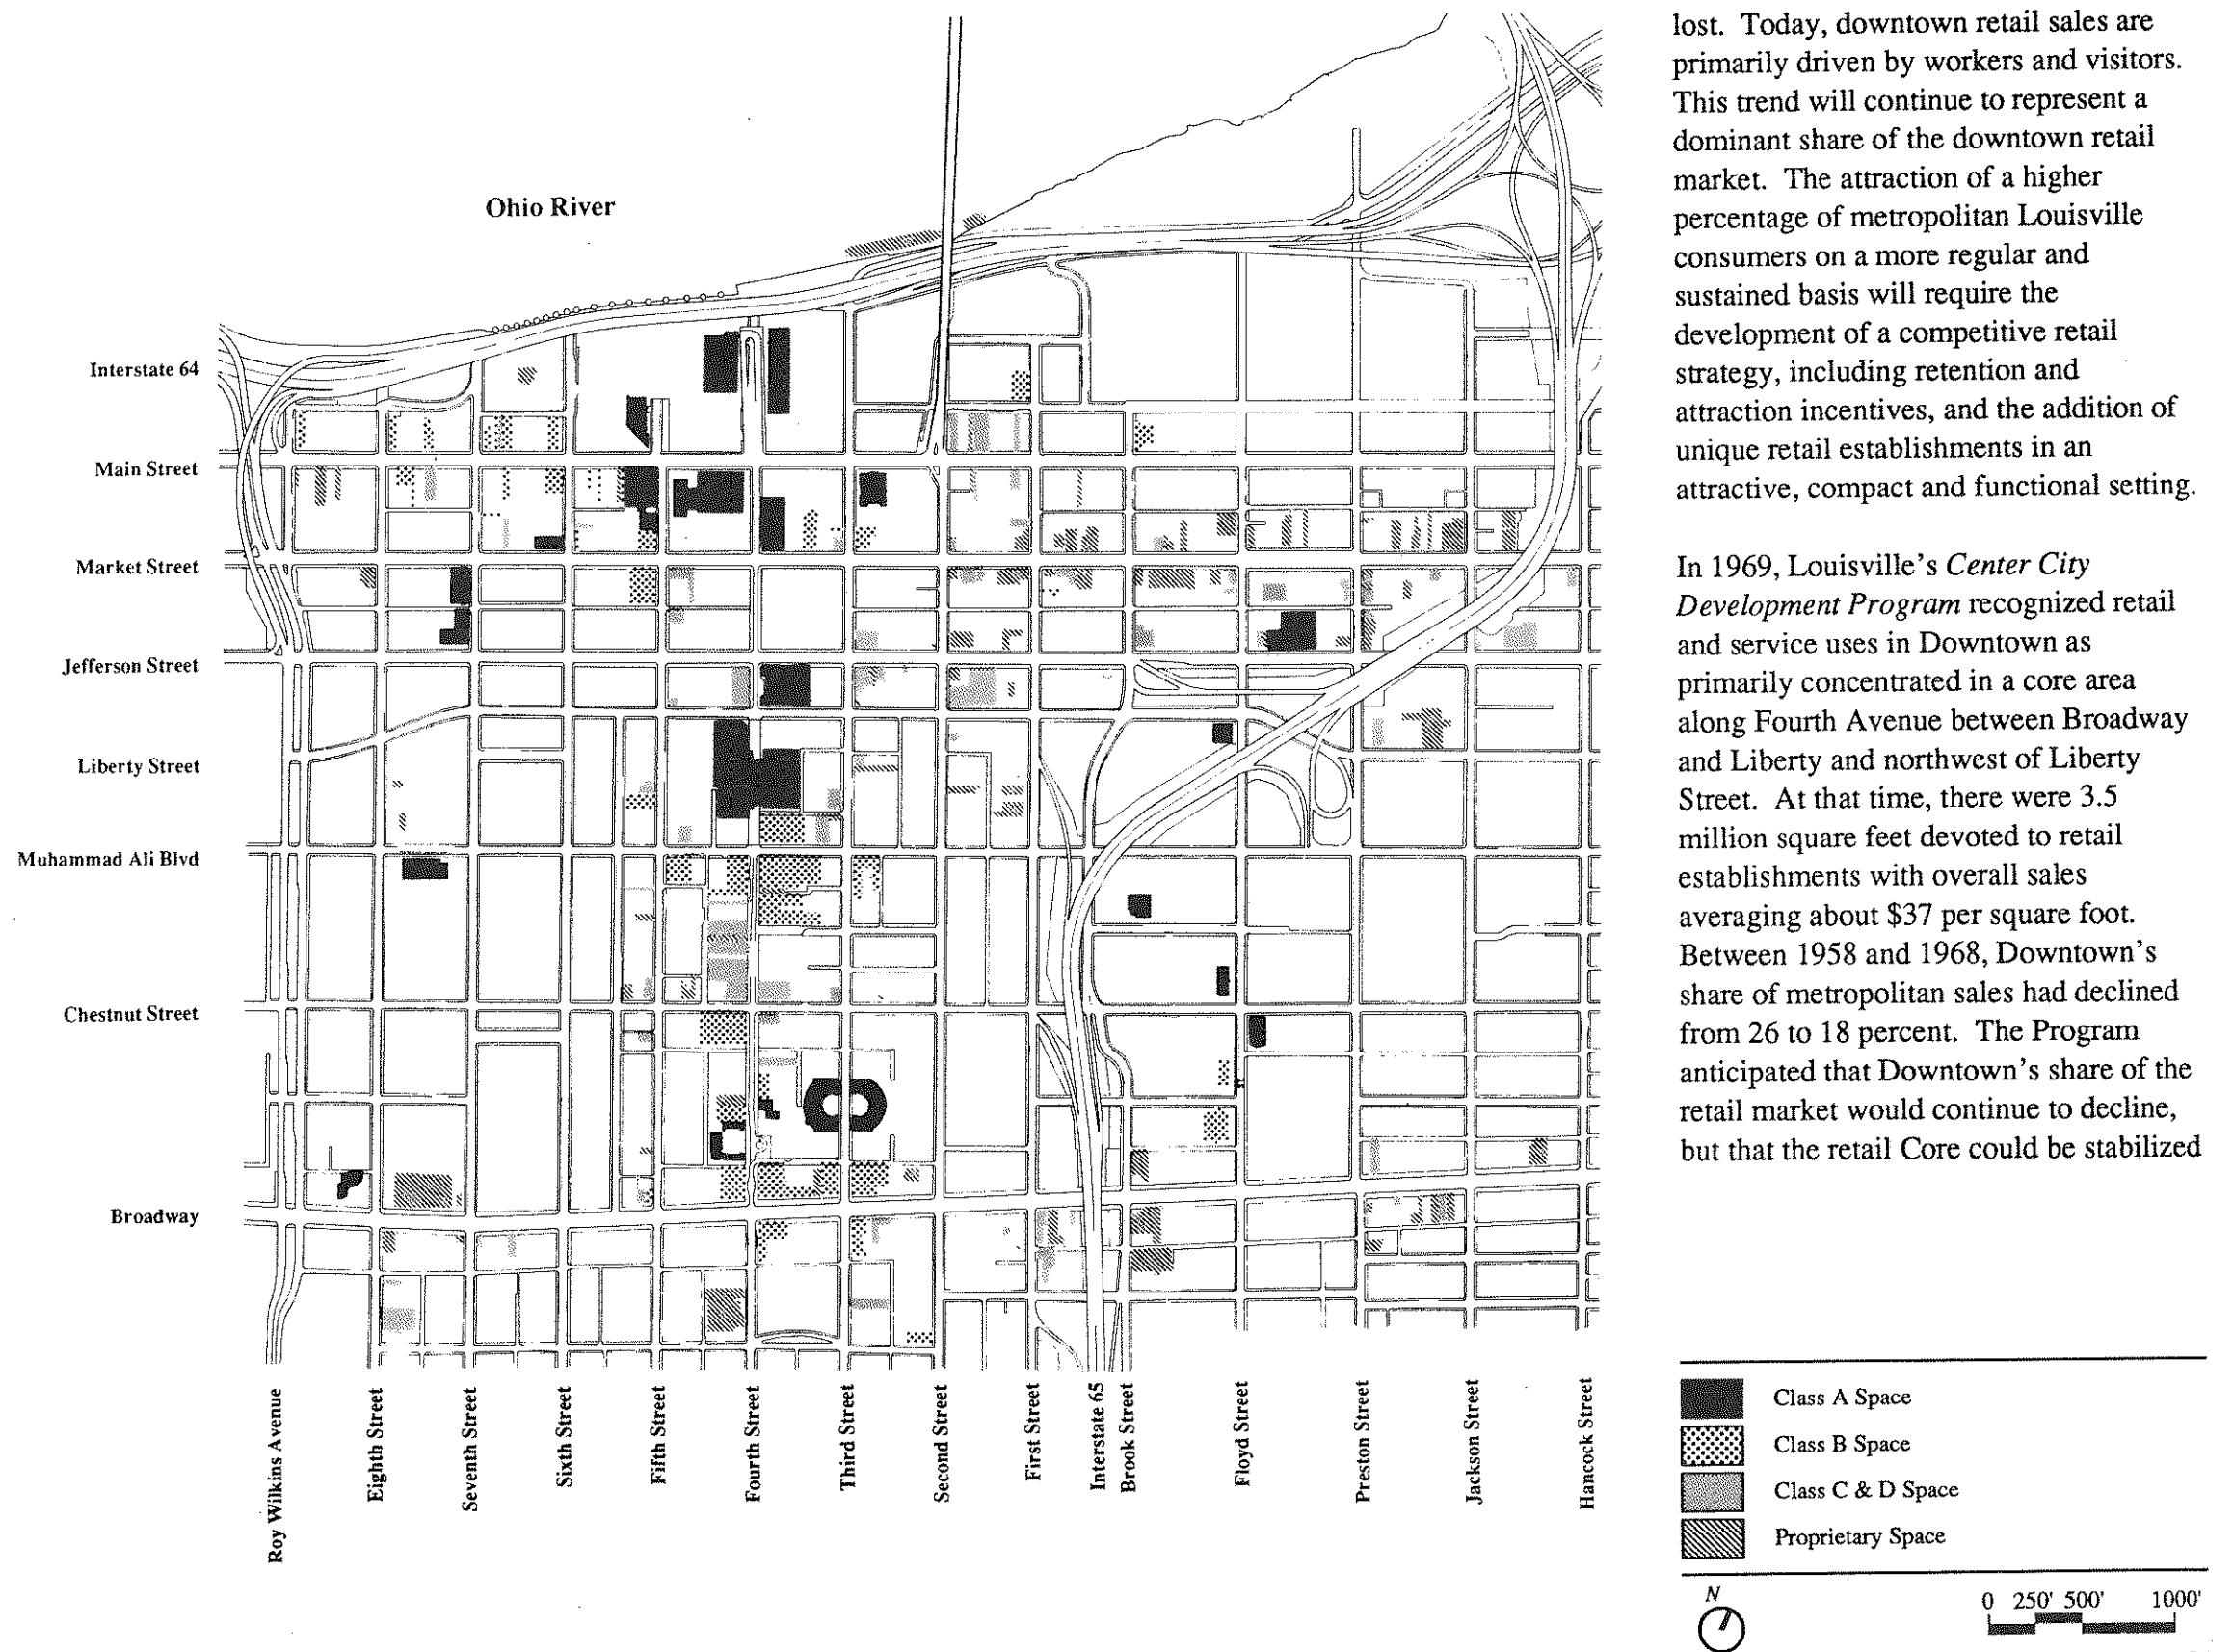 lost. Today, downtown retail sales are
primarily driven by workers and visitors.
This trend will continue to represent a
dominant share of the downtown retail
market. The attraction of a higher
percentage of metropolitan Louisville
consumers on a more regular and
sustained basis will require the
development of a competitive retail
strategy, including retention and
attraction incentives, and the addition of
unique retail establishments in an
attractive, compact and functional setting.
In 1969, Louisville's Center City
Development Program recognized retail
and service uses in Downtown as
primarily concentrated in a core area
along Fourth Avenue between Broadway
and Liberty and northwest of Liberty
Street. At that time, there were 3.5
million square feet devoted to retail
establishments with overall sales
averaging about $37 per square foot.
Between 1958 and 1968, Downtown's
share of metropolitan sales had declined
from 26 to 18 percent. The Program
anticipated that Downtown's share of the
retail market would continue to decline,
but that the retail Core could be stabilized
Ohio River
Interstate 64
Main Street
Market Street
Jefferson Street
Liberty Street
Muhammad Ali Blvd
Chestnut Street
Broadway
Roy Wilkins Avenue
Eighth Street
Seventh Street
Sixth Street
Fifth Street
Fourth Street
Third Street
Second Street
First Street
Interstate 65
Brook Street
Floyd Street
Preston Street
Jackson Street
Hancock Street
Class A Space
Class B Space
Class C & D Space
Proprietary Space
N
0 250' 500' 1000'